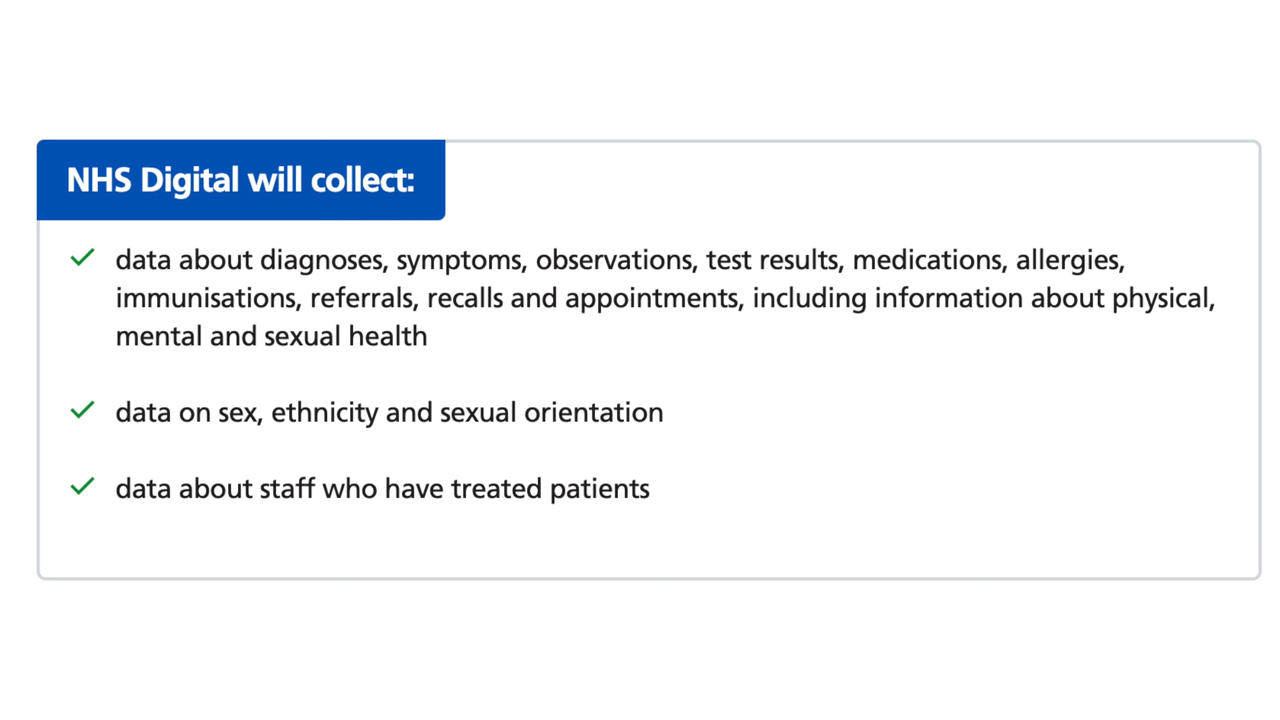 NHS Digital will collect:
data about diagnoses, symptoms, observations, test results, medications, allergies,
immunisations, referrals, recalls and appointments, including information about physical,
mental and sexual health
data on sex, ethnicity and sexual orientation
data about staff who have treated patients